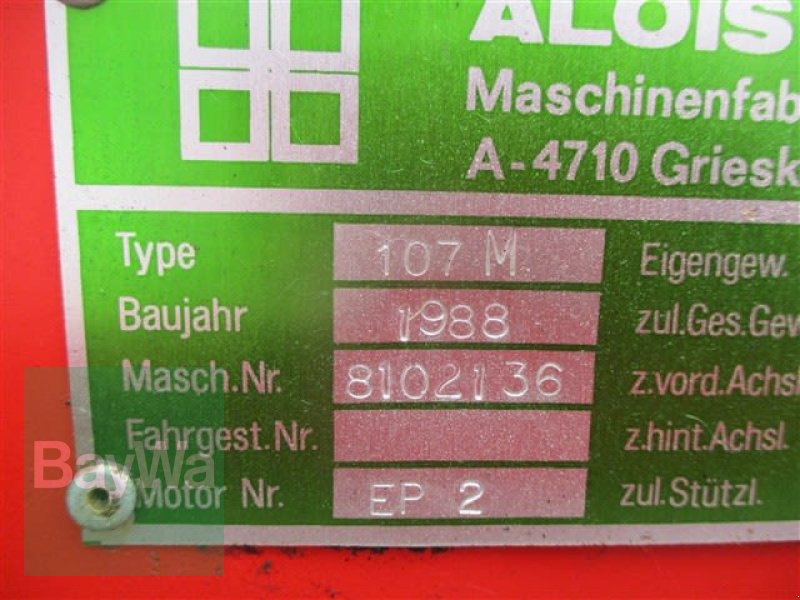 ALOIS
Maschinenfab
A-4710 Griesk
Type 107 M Eigengew.
Baujahr 1988 zul.Ges.Gew
Masch.Nr. 8102136 z.vord.Achsl
Fahrgest.Nr. z.hint.Achsl.
Motor Nr. EP 2 zul.Stützl.
BayWa